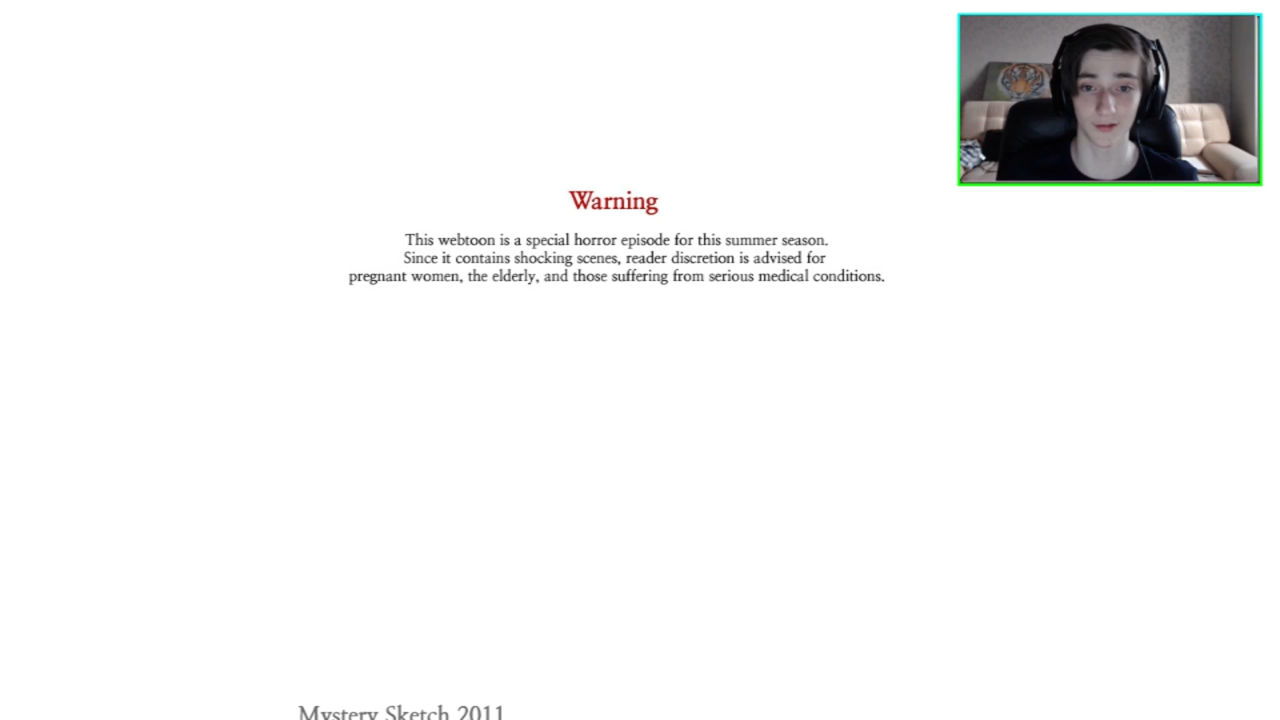 Warning
This webtoon is a special horror episode for this summer season.
Since it contains shocking scenes, reader discretion is advised for
pregnant women, the elderly, and those suffering from serious medical conditions.
Mystery Sketch 2011